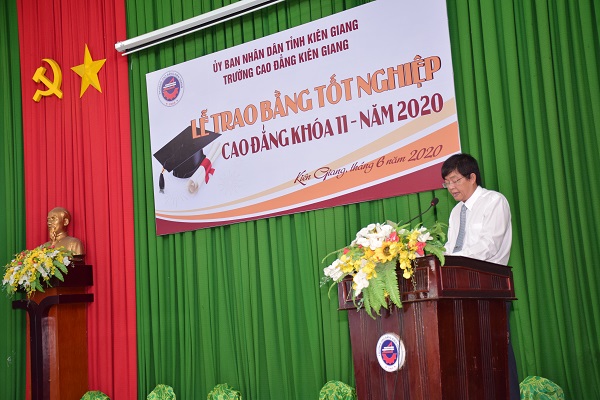 ỦY BAN NHÂN DÂN TỈNH KIÊN GIANG
TRƯỜNG CAO ĐẲNG KIÊN GIANG
LỄ TRAO BẰNG TỐT NGHIỆP
CAO ĐẲNG KHÓA 11 - NĂM 2020
Kiên Giang, tháng 6 năm 2020